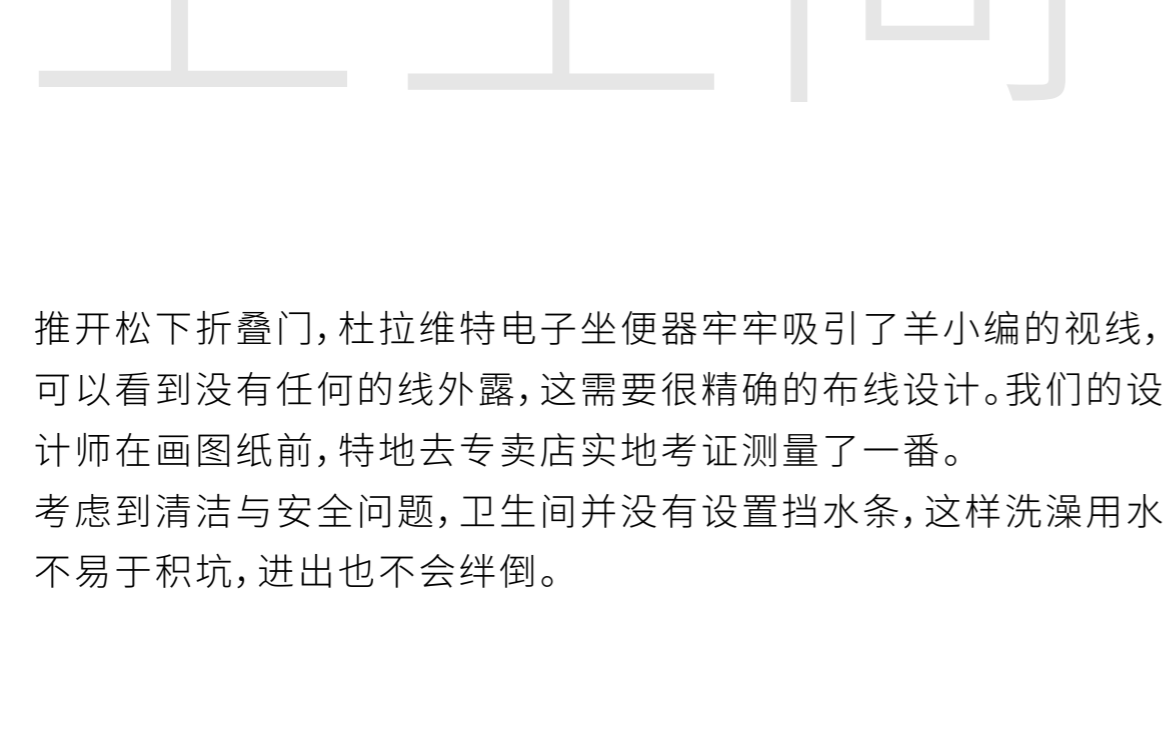 卫生间
推开松下折叠门，杜拉维特电子坐便器牢牢吸引了羊小编的视线，
可以看到没有任何的线外露，这需要很精确的布线设计。我们的设
计师在画图纸前，特地去专卖店实地考证测量了一番。
考虑到清洁与安全问题，卫生间并没有设置挡水条，这样洗澡用水
不易于积坑，进出也不会绊倒。